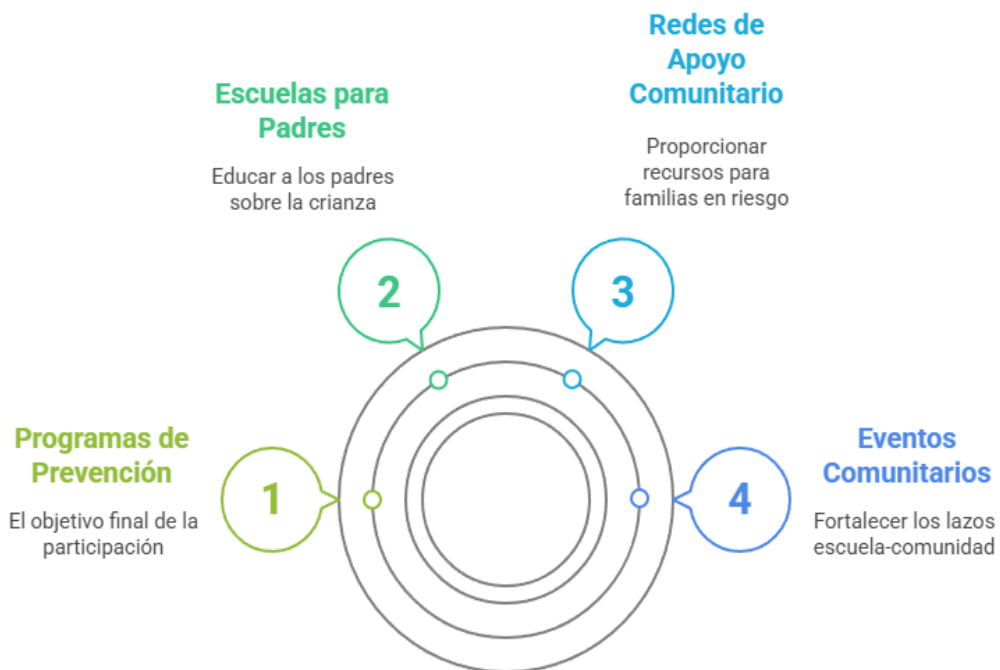 Programas de
Prevención
El objetivo final de la
participación
1
Escuelas para
Padres
Educar a los padres
sobre la crianza
2
Redes de
Apoyo
Comunitario
Proporcionar
recursos para
familias en riesgo
3
Eventos
Comunitarios
Fortalecer los lazos
escuela-comunidad
4